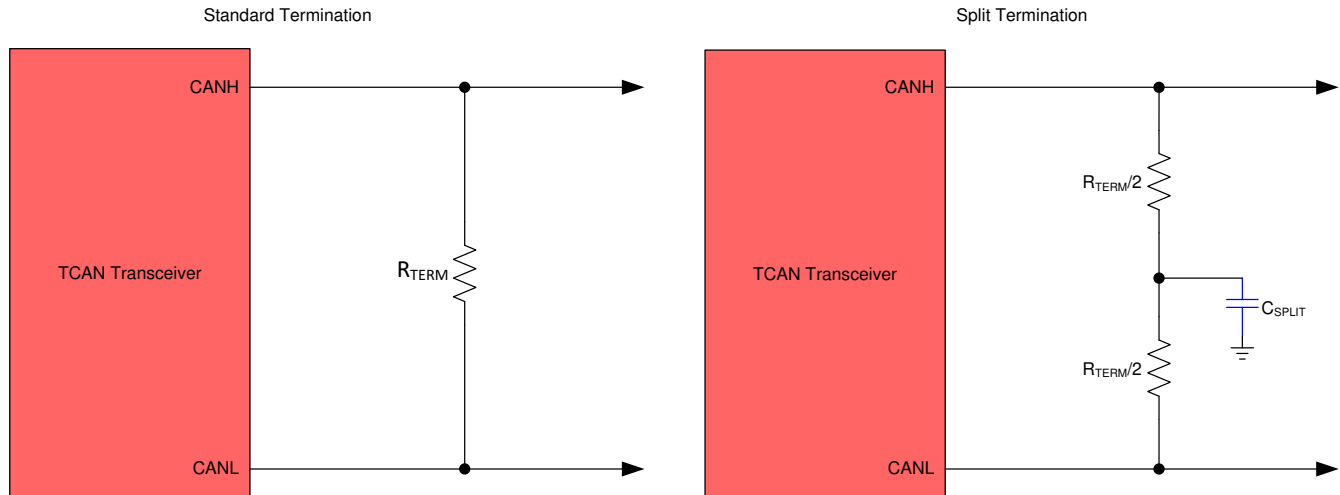 Standard Termination
CANH
TCAN Transceiver
RTERM
CANL
Split Termination
CANH
RTERM/2
TCAN Transceiver
CSPLIT
RTERM/2
CANL